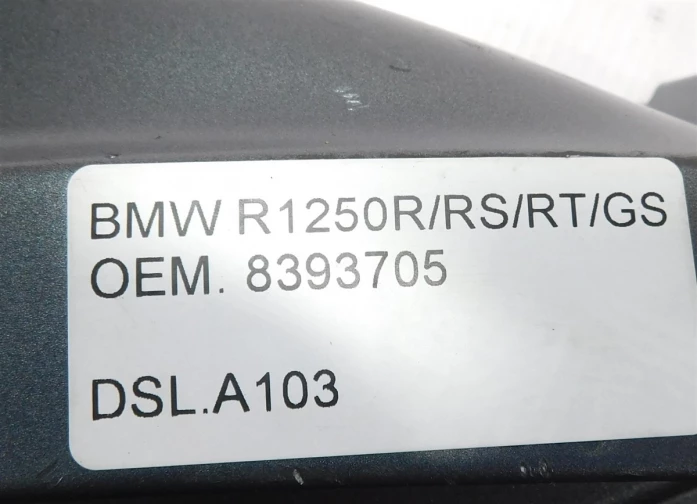 BMW R1250R/RS/RT/GS
OEM. 8393705
DSL.A103